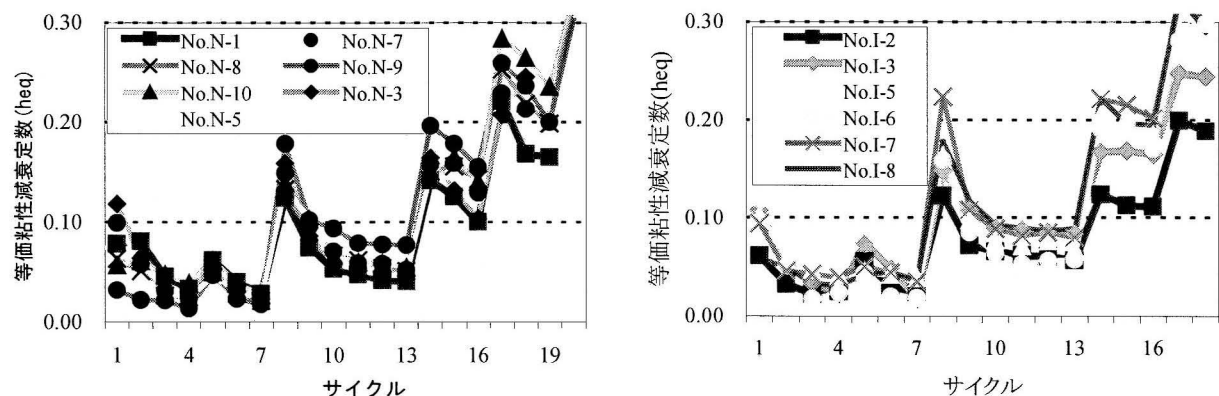 等価粘性減衰定数(heq)
0.30
0.20
0.10
0.00
No.N-1
No.N-7
No.N-8
No.N-9
No.N-10
No.N-3
No.N-5
1 4 7 10 13 16 19
サイクル
等価粘性減衰定数(heq)
0.30
0.20
0.10
0.00
No.I-2
No.I-3
No.I-5
No.I-6
No.I-7
No.I-8
1 4 7 10 13 16
サイクル